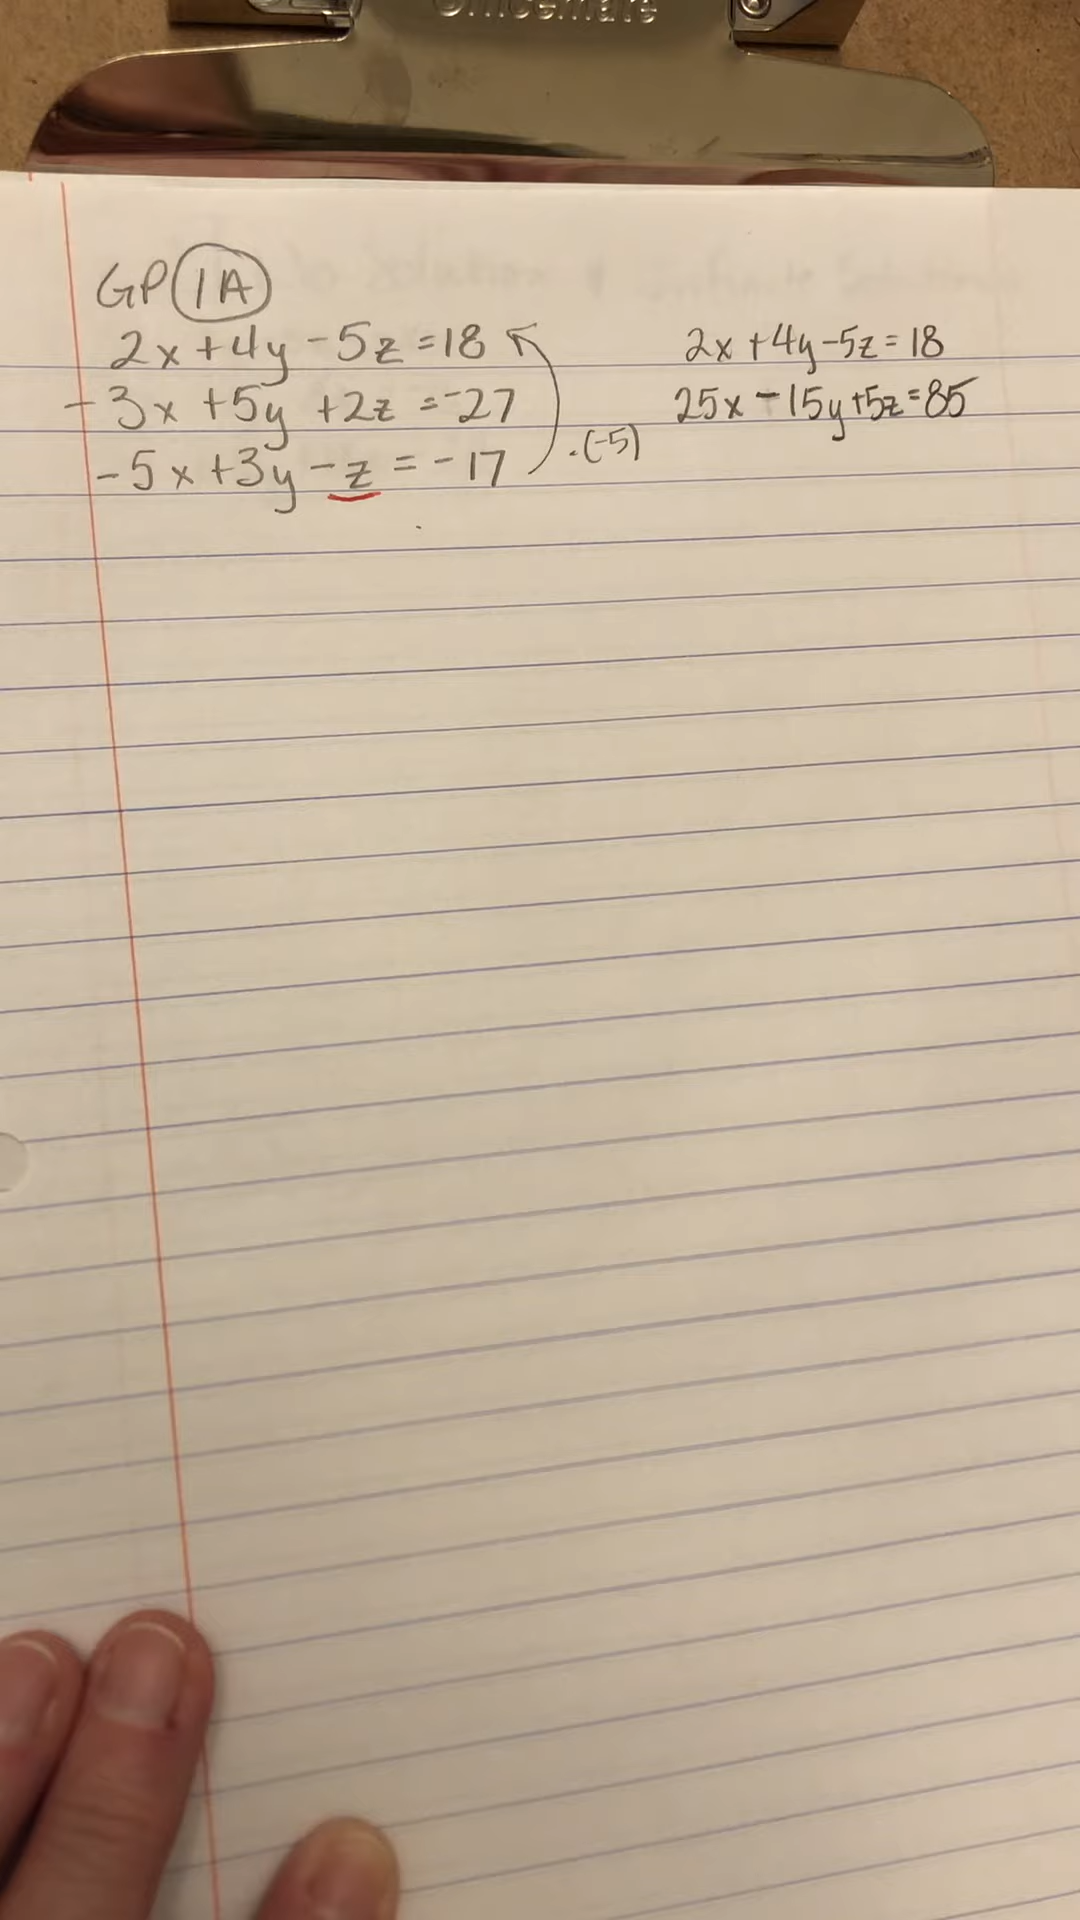 Officemate
GP 1A
2x+4y-5z=18
-3x+5y+2z=-27
-5x+3y-z=-17
·(-5)
2x+4y-5z=18
25x-15y+5z=85